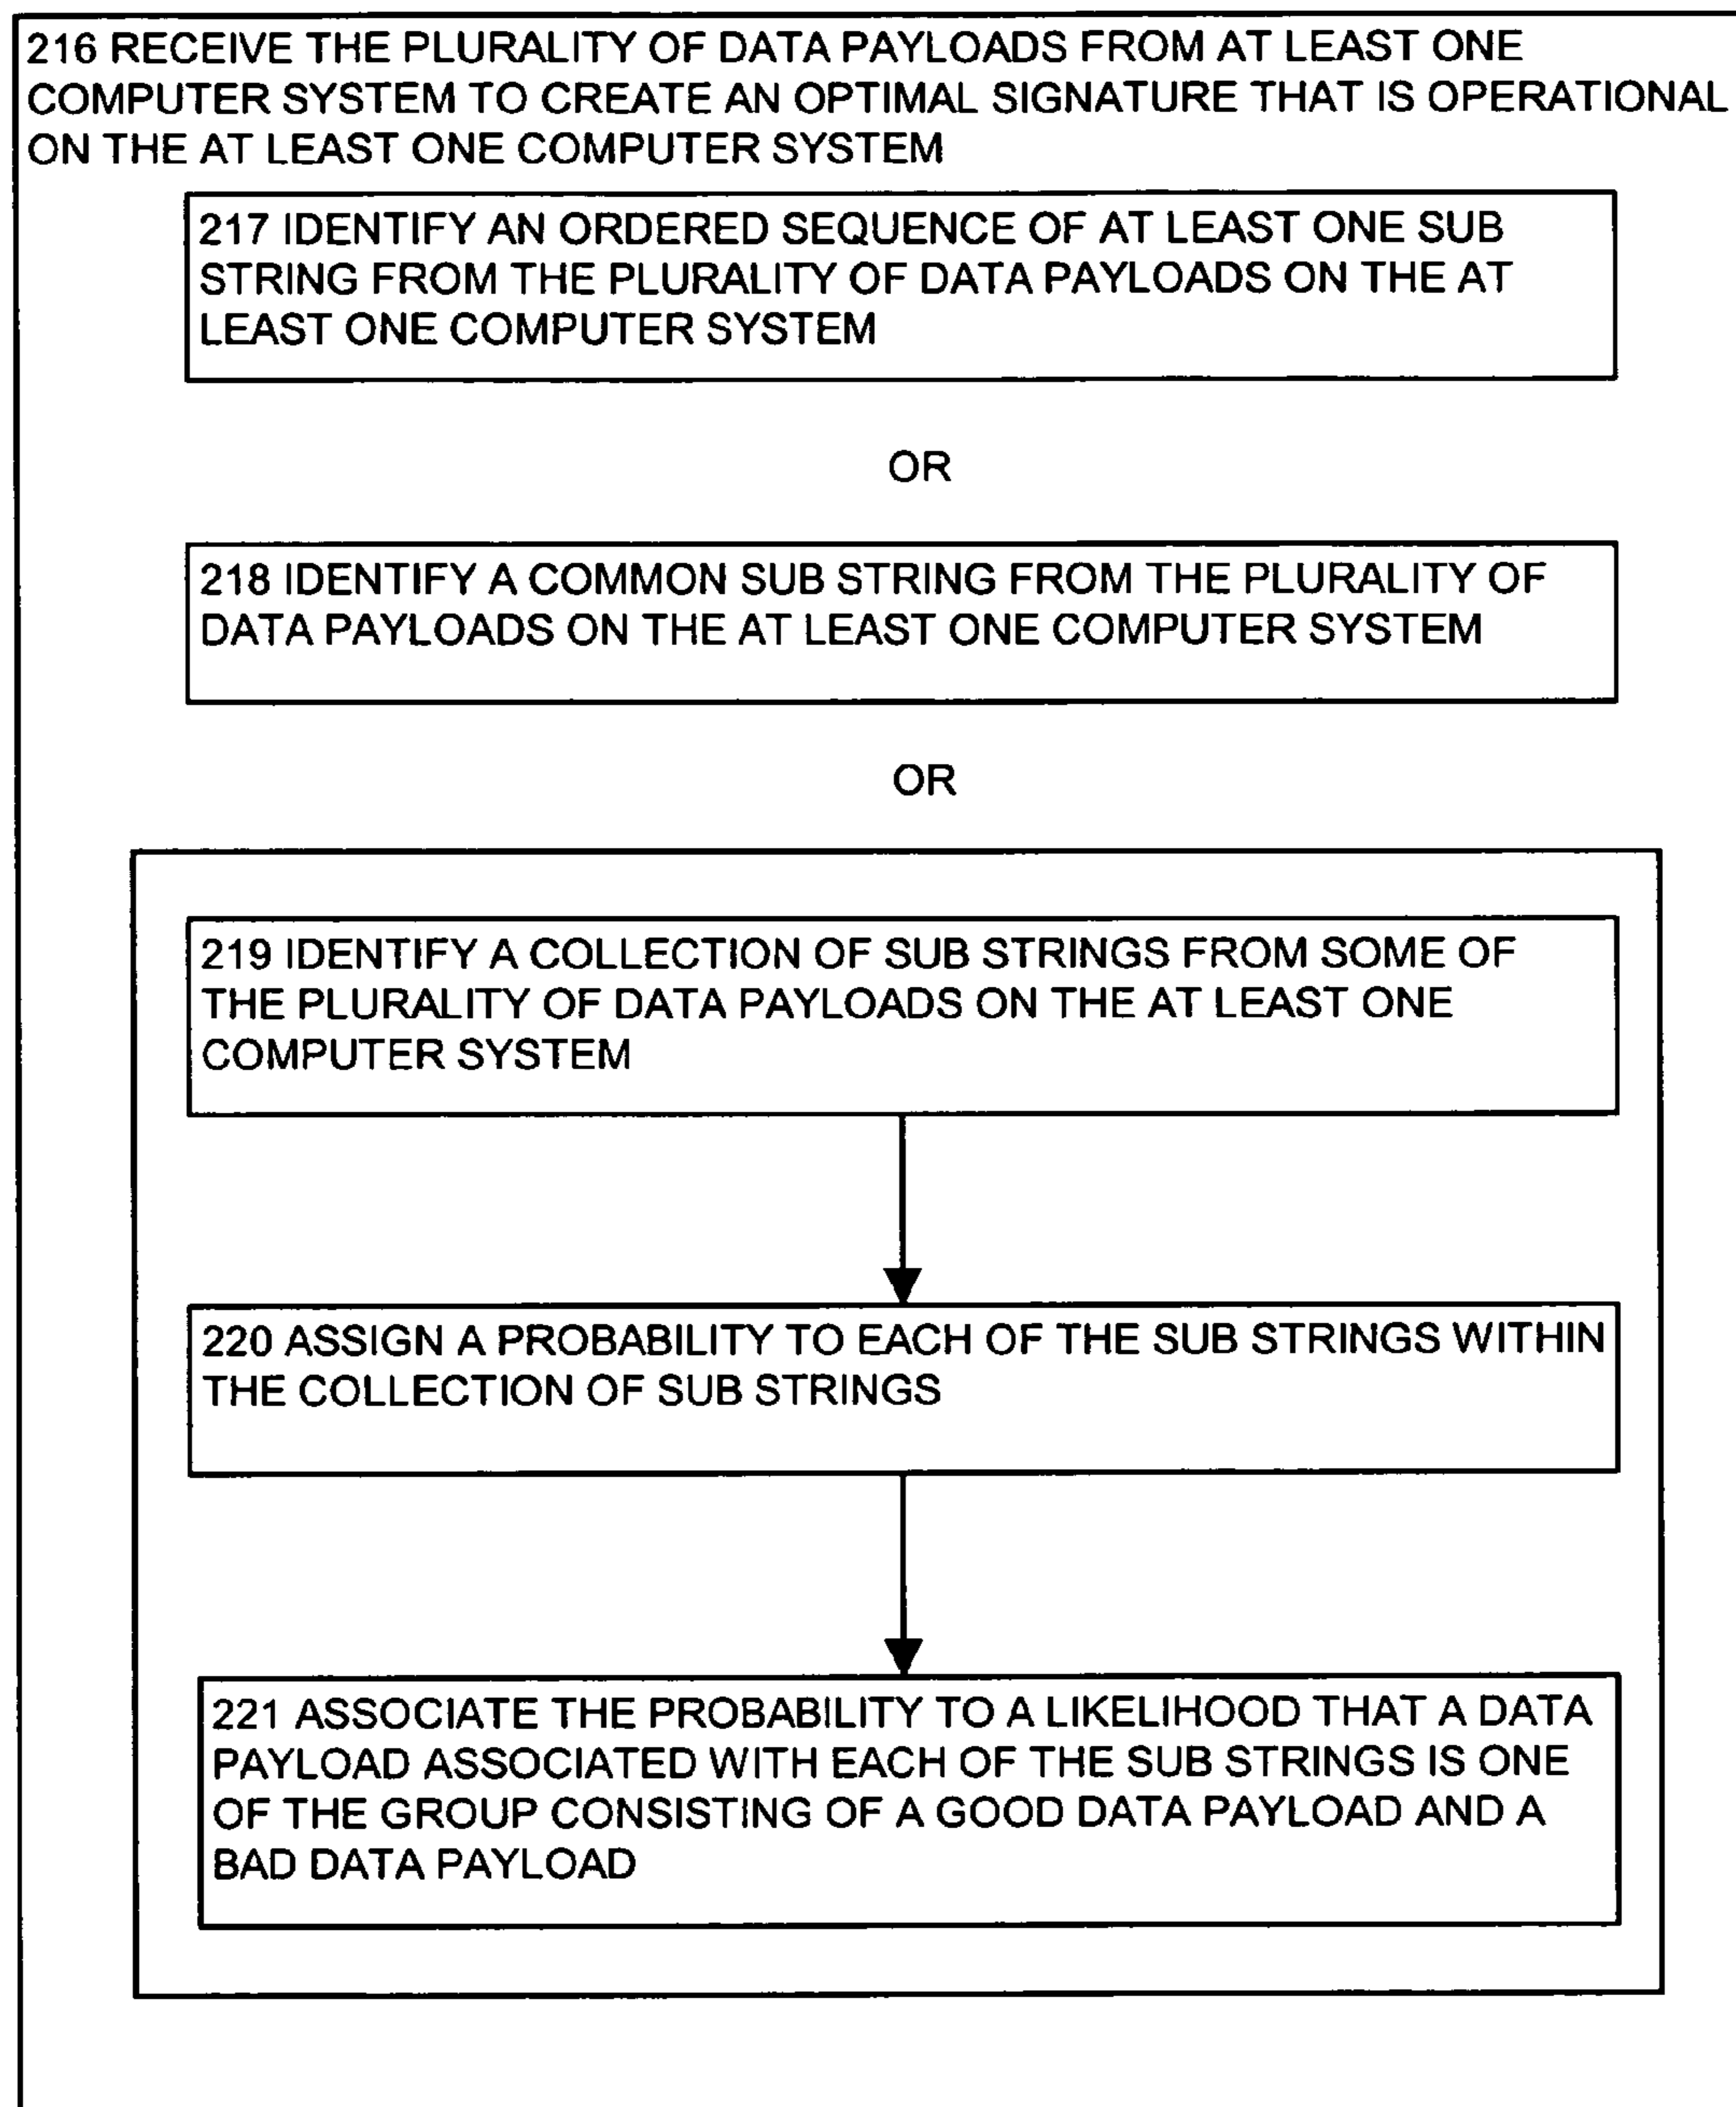 216 RECEIVE THE PLURALITY OF DATA PAYLOADS FROM AT LEAST ONE
COMPUTER SYSTEM TO CREATE AN OPTIMAL SIGNATURE THAT IS OPERATIONAL
ON THE AT LEAST ONE COMPUTER SYSTEM
217 IDENTIFY AN ORDERED SEQUENCE OF AT LEAST ONE SUB
STRING FROM THE PLURALITY OF DATA PAYLOADS ON THE AT
LEAST ONE COMPUTER SYSTEM
OR
218 IDENTIFY A COMMON SUB STRING FROM THE PLURALITY OF
DATA PAYLOADS ON THE AT LEAST ONE COMPUTER SYSTEM
OR
219 IDENTIFY A COLLECTION OF SUB STRINGS FROM SOME OF
THE PLURALITY OF DATA PAYLOADS ON THE AT LEAST ONE
COMPUTER SYSTEM
220 ASSIGN A PROBABILITY TO EACH OF THE SUB STRINGS WITHIN
THE COLLECTION OF SUB STRINGS
221 ASSOCIATE THE PROBABILITY TO A LIKELIHOOD THAT A DATA
PAYLOAD ASSOCIATED WITH EACH OF THE SUB STRINGS IS ONE
OF THE GROUP CONSISTING OF A GOOD DATA PAYLOAD AND A
BAD DATA PAYLOAD